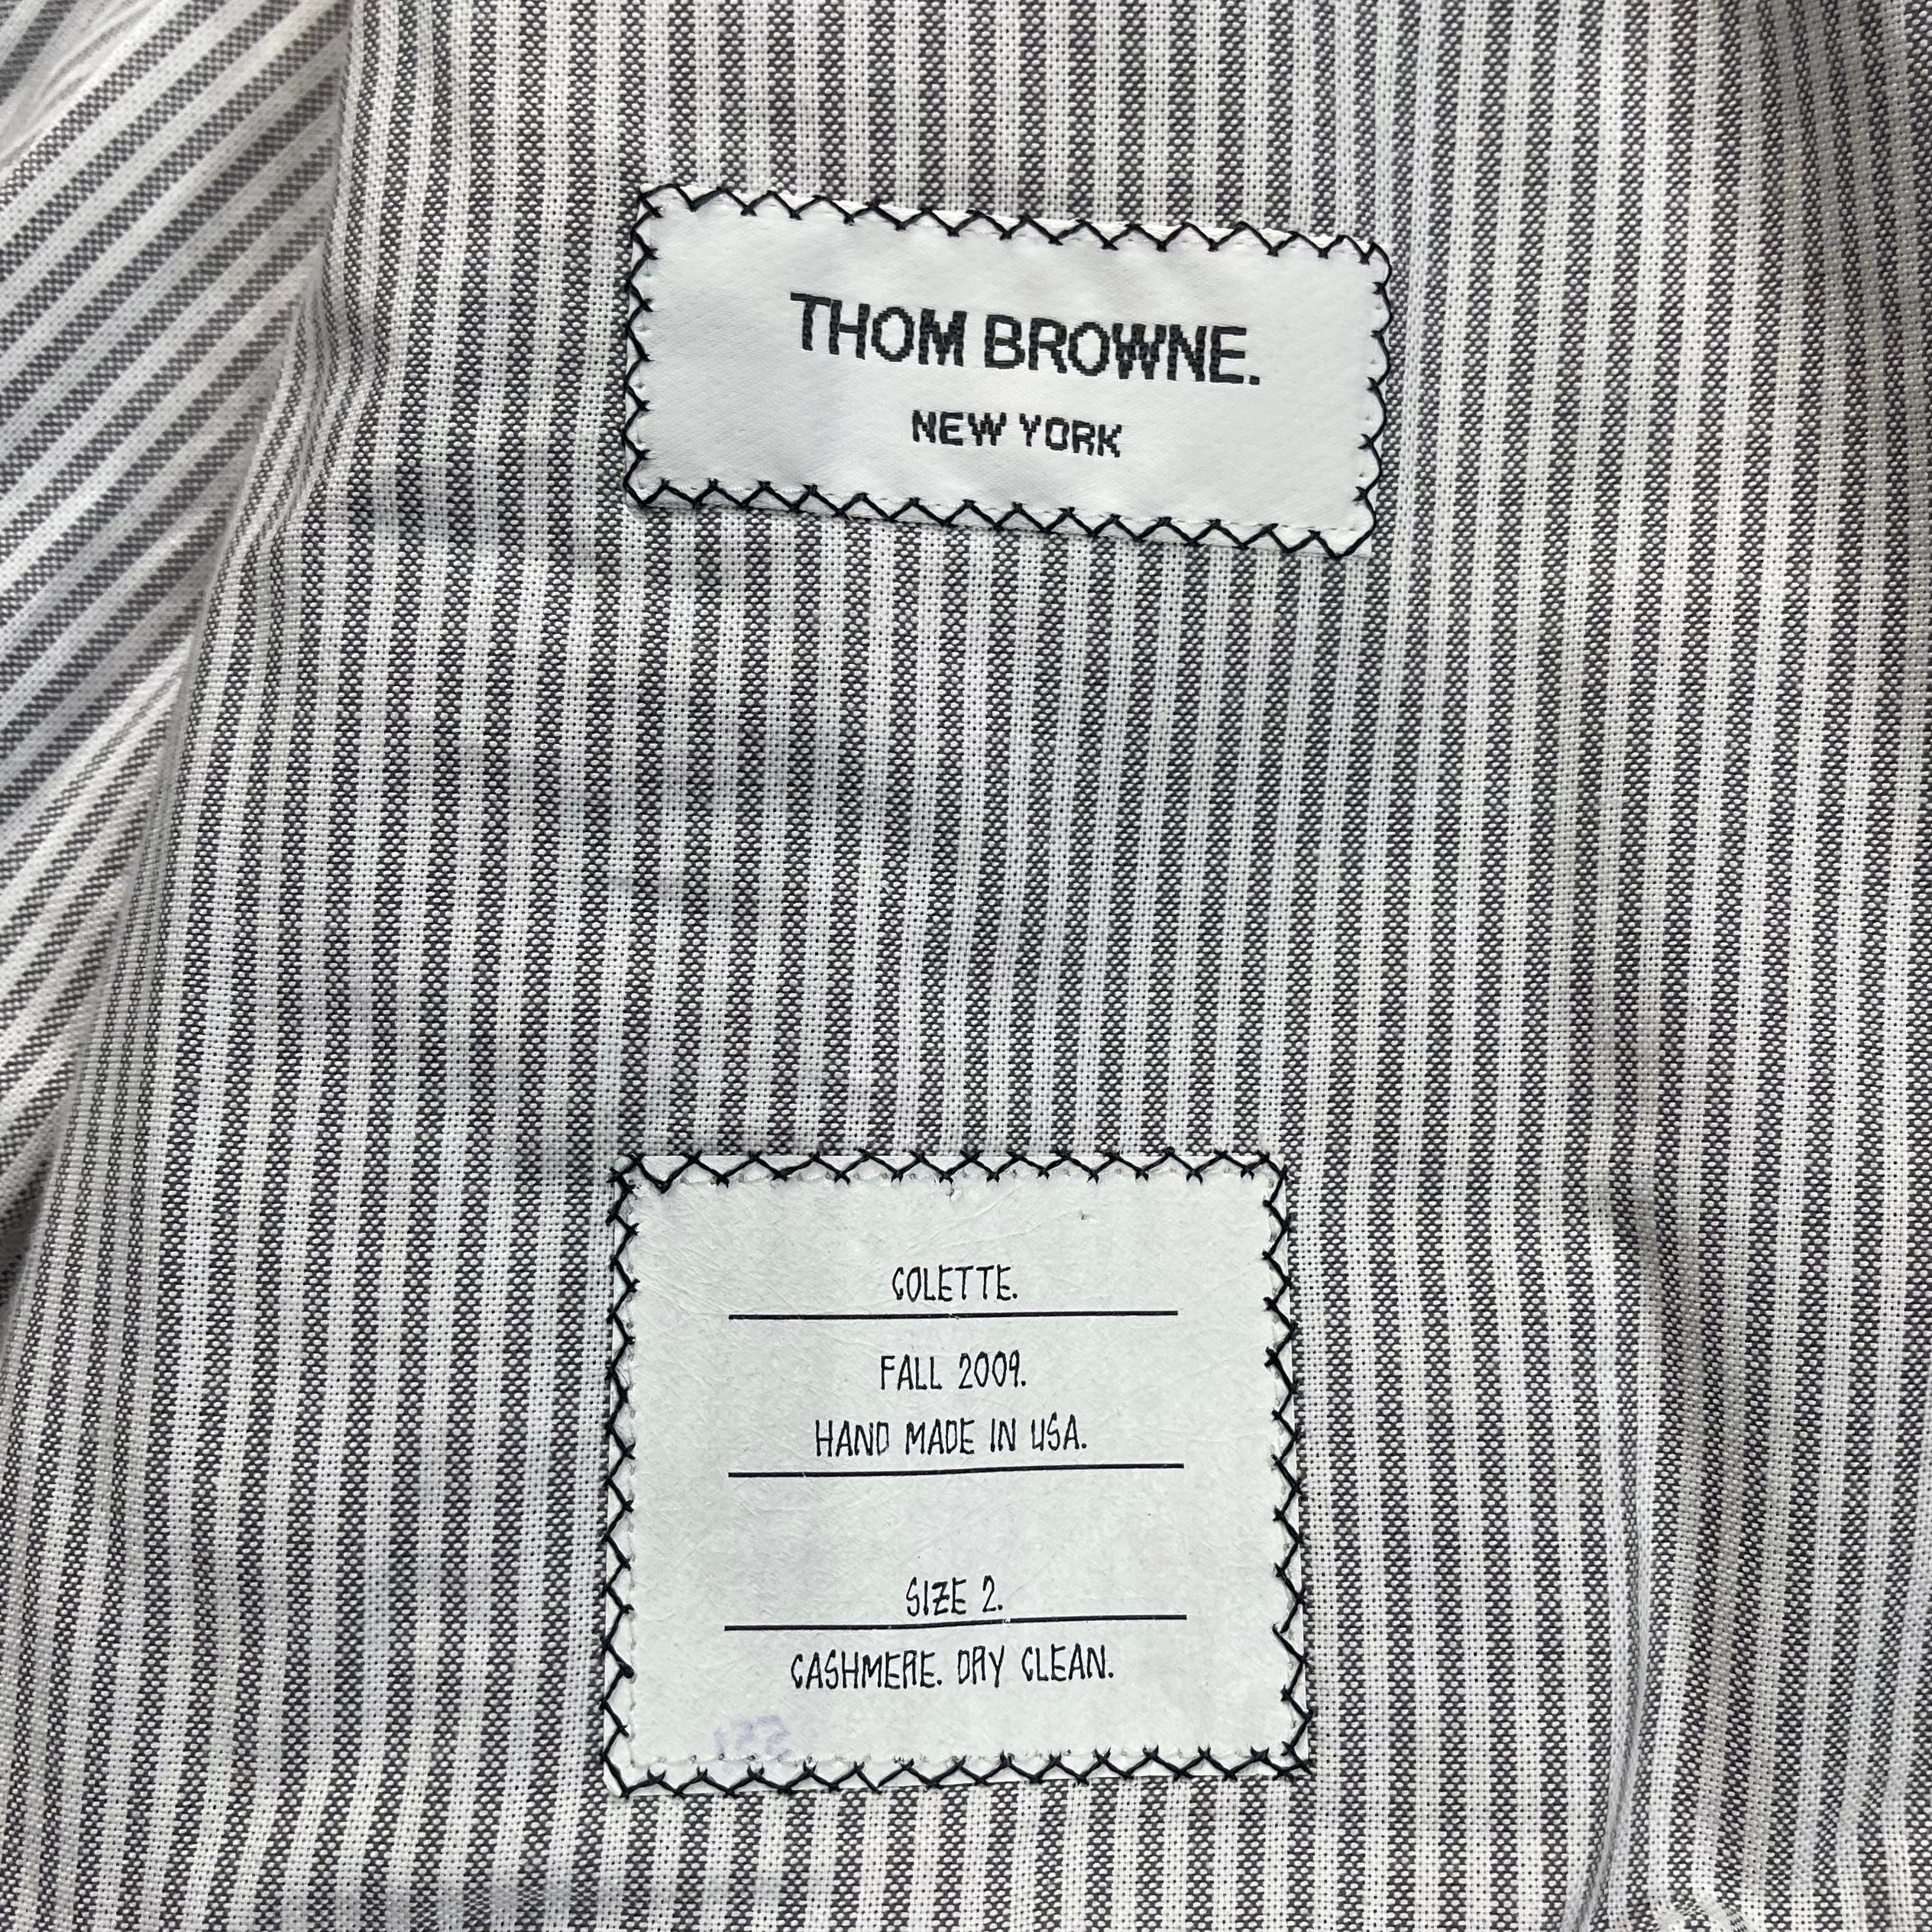 THOM BROWNE.
NEW YORK
COLETTE.
FALL 2009.
HAND MADE IN USA.
SIZE 2.
CASHMERE. DRY CLEAN.